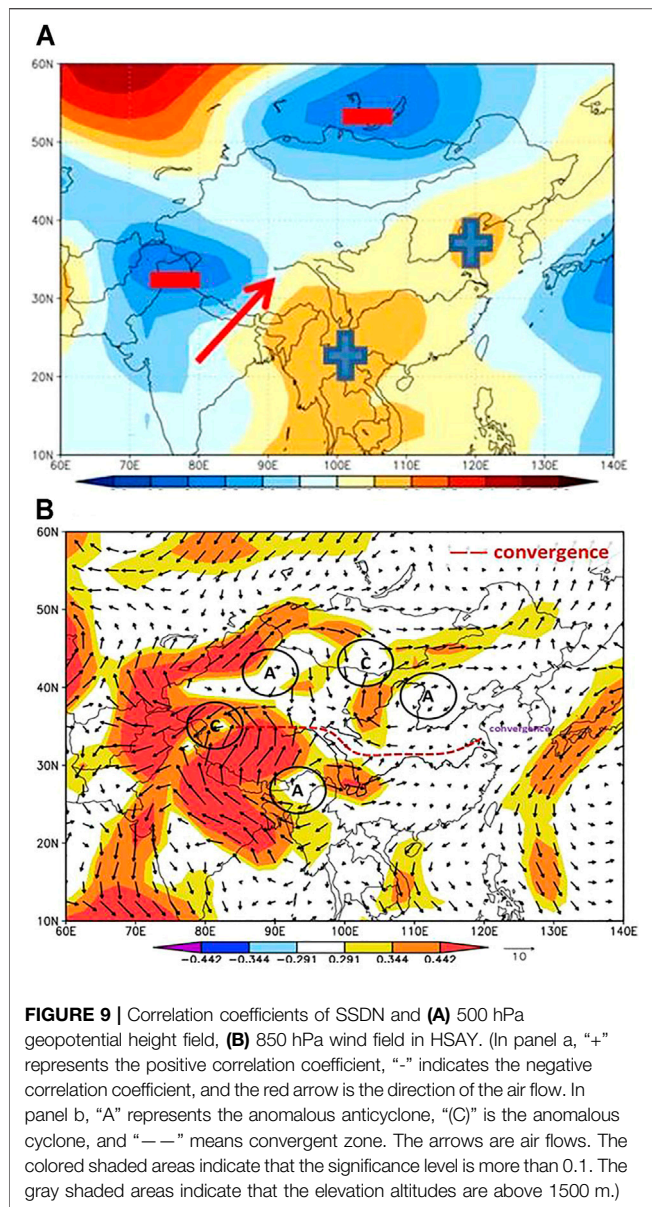 A
60N
50N
40N
30N
20N
10N
60E 70E 80E 90E 100E 110E 120E 130E 140E
B
60N
— — convergence
50N
C
A
40N
A
C
convergence
30N
A
20N
10N
60E 70E 80E 90E 100E 110E 120E 130E 140E
-0.442 -0.344 -0.291 0.291 0.344 0.442 10
FIGURE 9 | Correlation coefficients of SSDN and (A) 500 hPa
geopotential height field, (B) 850 hPa wind field in HSAY. (In panel a, “+”
represents the positive correlation coefficient, “-” indicates the negative
correlation coefficient, and the red arrow is the direction of the air flow. In
panel b, “A” represents the anomalous anticyclone, “(C)” is the anomalous
cyclone, and “——” means convergent zone. The arrows are air flows. The
colored shaded areas indicate that the significance level is more than 0.1. The
gray shaded areas indicate that the elevation altitudes are above 1500 m.)